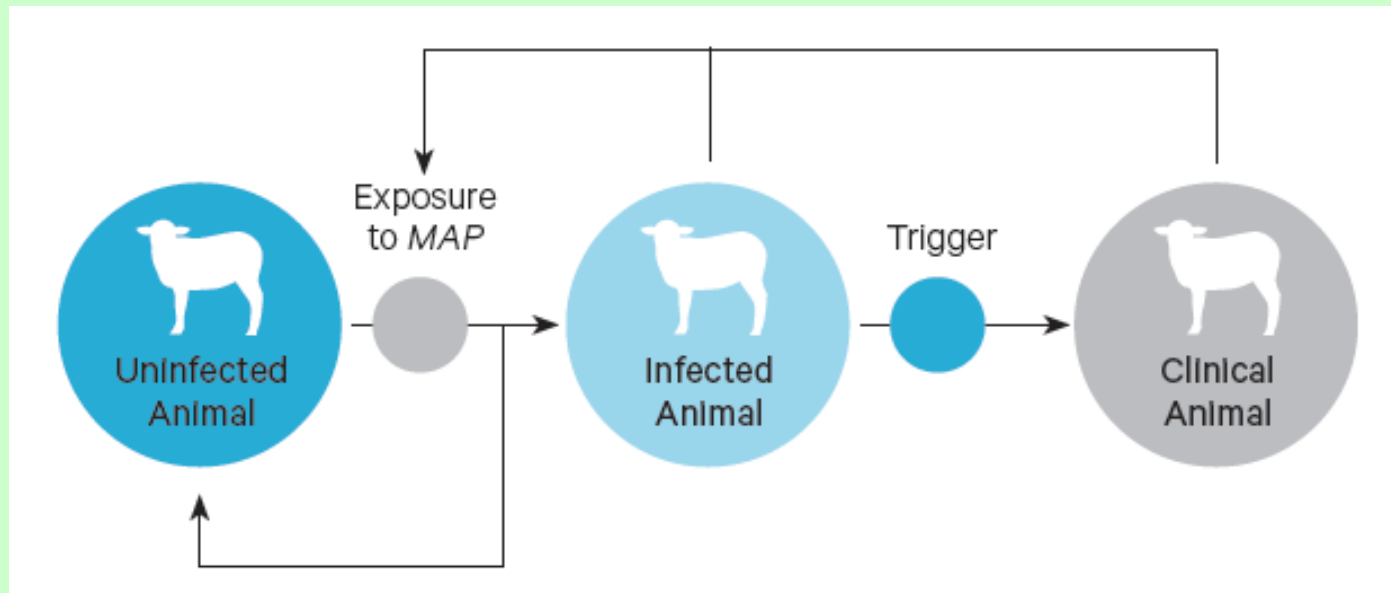 Exposure
to MAP
Trigger
Uninfected
Animal
Infected
Animal
Clinical
Animal